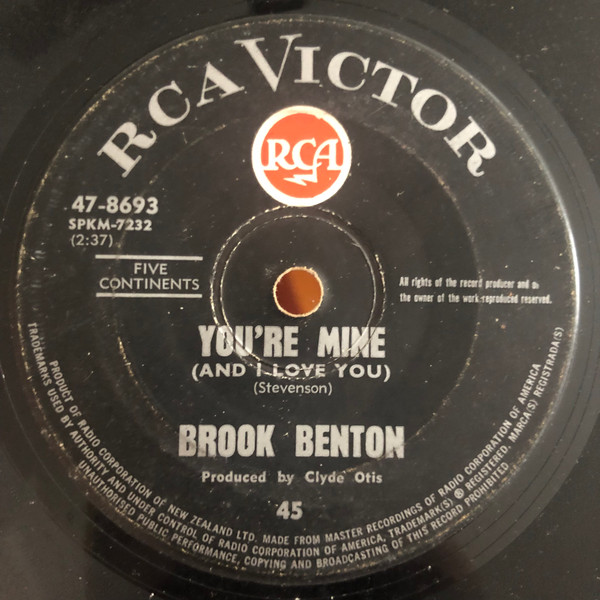 RCA VICTOR
RCA
47-8693
SPKM-7232
(2:37)
FIVE
CONTINENTS
All rights of the record producer and
the owner of the work reproduced reserved.
YOU'RE MINE
(AND I LOVE YOU)
(Stevenson)
BROOK BENTON
Produced by Clyde Otis
45
PRODUCT OF RADIO CORPORATION OF NEW ZEALAND LTD. MADE FROM MASTER RECORDINGS OF RADIO CORPORATION OF AMERICA
TRADEMARKS USED BY AUTHORITY AND UNDER CONTROL OF RADIO CORPORATION OF AMERICA, TRADEMARK(S) ® REGISTERED. MARCA(S) REGISTRADA(S)
UNAUTHORISED PUBLIC PERFORMANCE, COPYING AND BROADCASTING OF THIS RECORD PROHIBITED